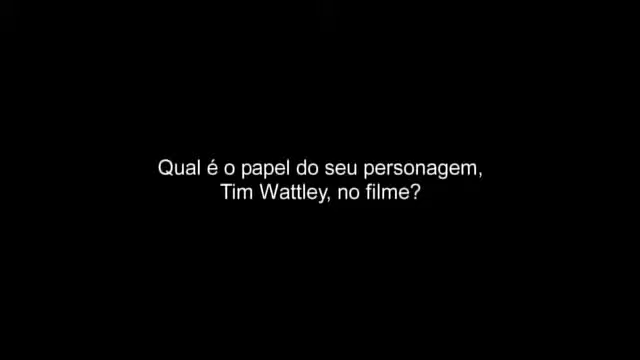 Qual é o papel do seu personagem,
Tim Wattley, no filme?